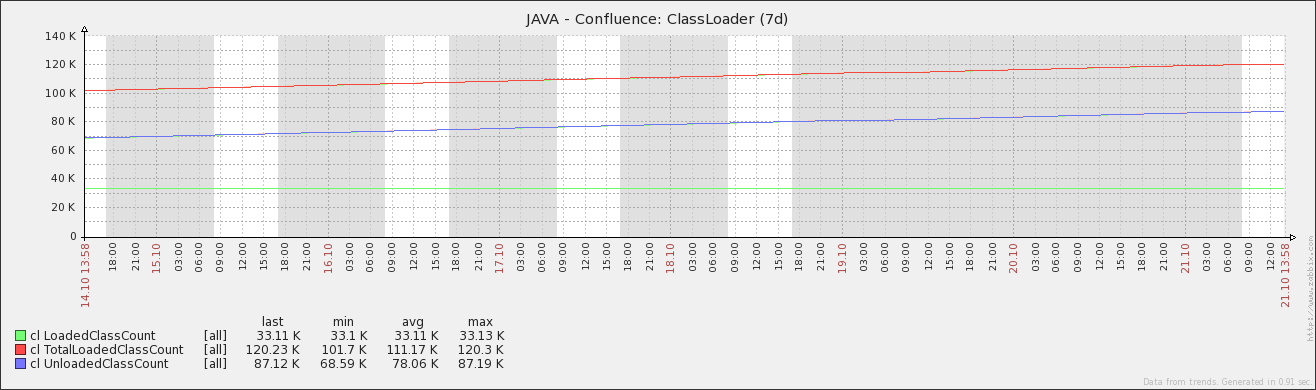 JAVA - Confluence: ClassLoader (7d)
140 K
120 K
100 K
80 K
60 K
40 K
20 K
0
14.10 13:58 18:00 21:00 15.10 03:00 06:00 09:00 12:00 15:00 18:00 21:00 16.10 03:00 06:00 09:00 12:00 15:00 18:00 21:00 17.10 03:00 06:00 09:00 12:00 15:00 18:00 21:00 18.10 03:00 06:00 09:00 12:00 15:00 18:00 21:00 19.10 03:00 06:00 09:00 12:00 15:00 18:00 21:00 20.10 03:00 06:00 09:00 12:00 15:00 18:00 21:00 21.10 03:00 06:00 09:00 12:00 21.10 13:58
last min avg max
cl LoadedClassCount [all] 33.11 K 33.1 K 33.11 K 33.13 K
cl TotalLoadedClassCount [all] 120.23 K 101.7 K 111.17 K 120.3 K
cl UnloadedClassCount [all] 87.12 K 68.59 K 78.06 K 87.19 K
http://www.zabbix.com
Data from trends. Generated in 0.91 sec.